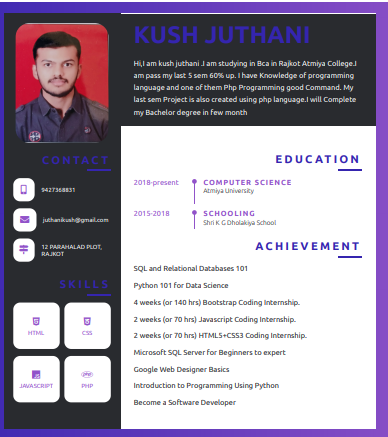 KUSH JUTHANI
Hi,I am kush juthani .I am studying in Bca in Rajkot Atmiya College.I
am pass my last 5 sem 60% up. I have Knowledge of programming
language and one of them Php Programming good Command. My
last sem Project is also created using php language.I will Complete
my Bachelor degree in few month
CONTACT
9427368831
juthanikush@gmail.com
12 PARAHALAD PLOT,
RAJKOT
SKILLS
HTML
CSS
JAVASCRIPT
PHP
EDUCATION
2018-present
COMPUTER SCIENCE
Atmiya University
2015-2018
SCHOOLING
Shri K G Dholakiya School
ACHIEVEMENT
SQL and Relational Databases 101
Python 101 for Data Science
4 weeks (or 140 hrs) Bootstrap Coding Internship.
2 weeks (or 70 hrs) Javascript Coding Internship.
2 weeks (or 70 hrs) HTML5+CSS3 Coding Internship.
Microsoft SQL Server for Beginners to expert
Google Web Designer Basics
Introduction to Programming Using Python
Become a Software Developer